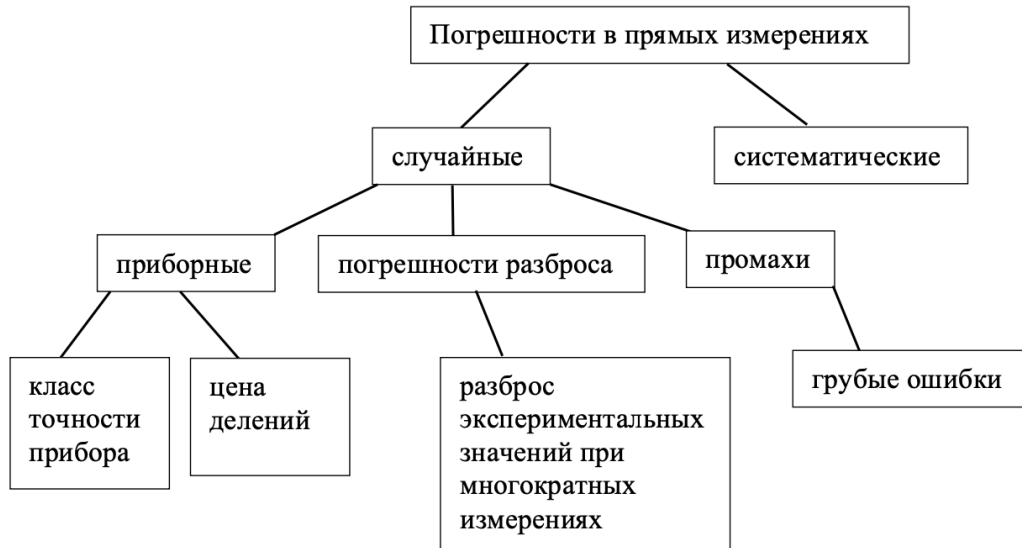 Погрешности в прямых измерениях
случайные
систематические
приборные
погрешности разброса
промахи
класс
точности
прибора
цена
делений
разброс
экспериментальных
значений при
многократных
измерениях
грубые ошибки